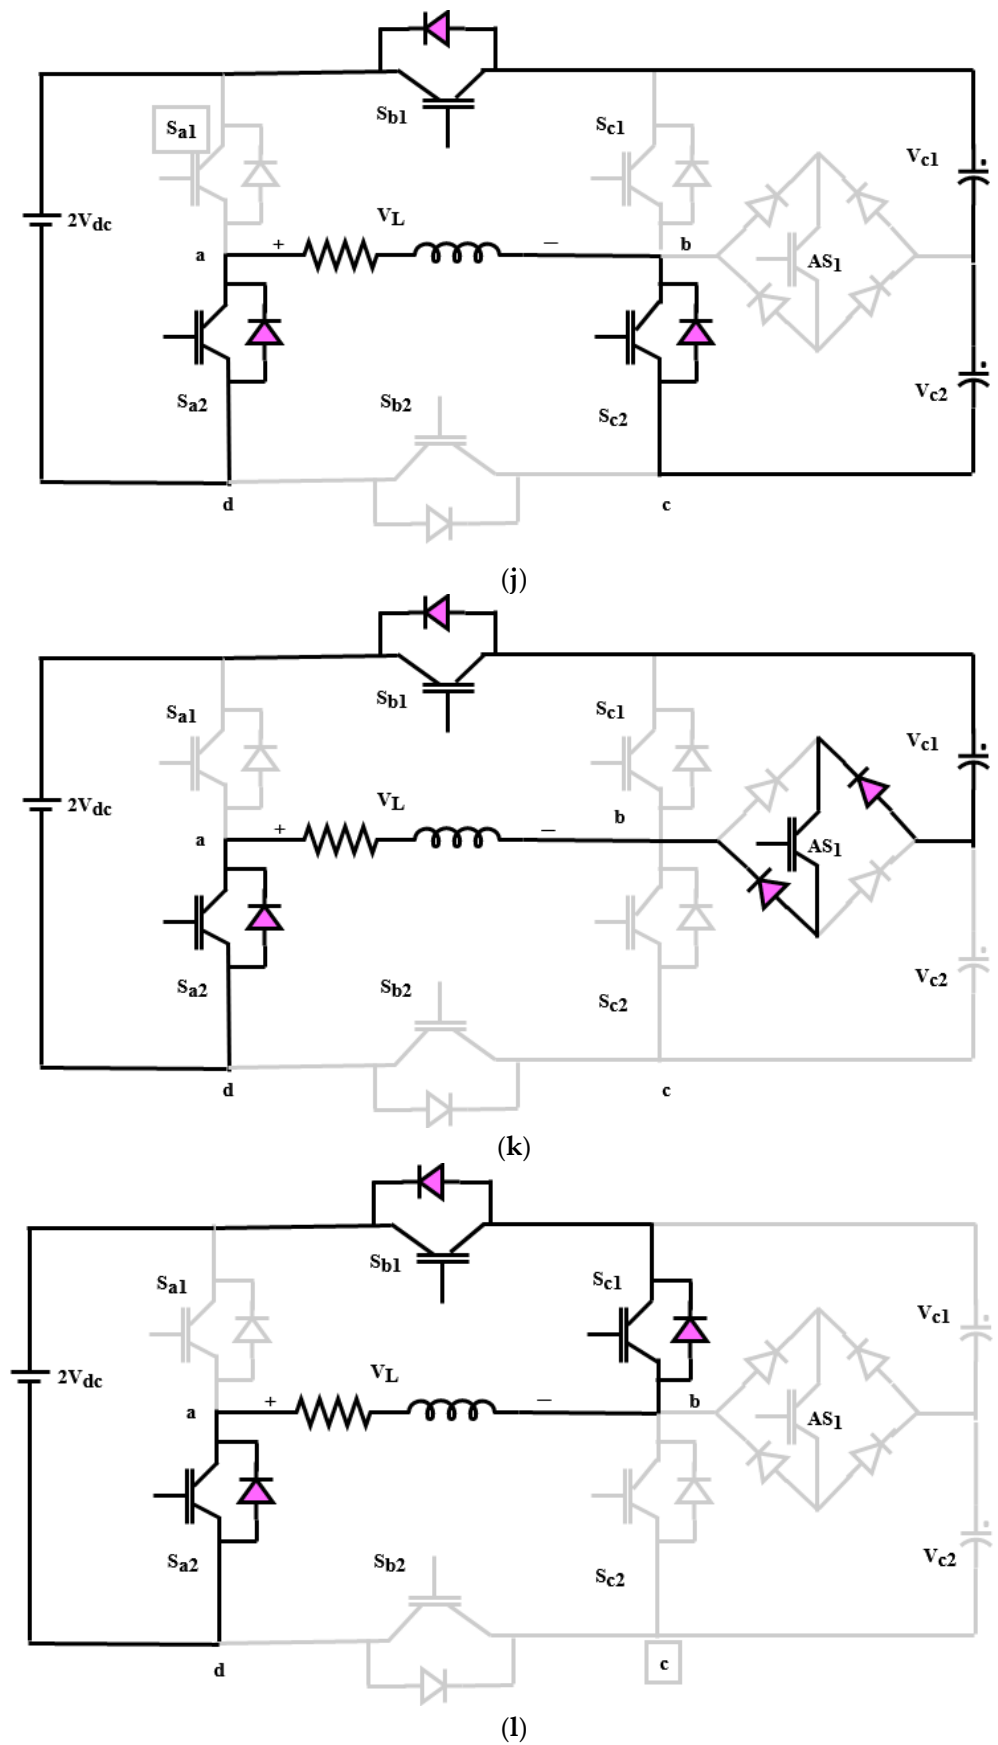 Sb1
Sa1
Sc1
Vc1
2Vdc
VL
+
−
a
b
AS1
Sa2
Sb2
Sc2
Vc2
d
c
(j)
Sb1
Sa1
Sc1
Vc1
2Vdc
VL
+
−
b
a
AS1
Sa2
Sb2
Sc2
Vc2
d
c
(k)
Sb1
Sa1
Sc1
Vc1
2Vdc
VL
+
−
a
b
AS1
Sa2
Sb2
Sc2
Vc2
d
c
(l)